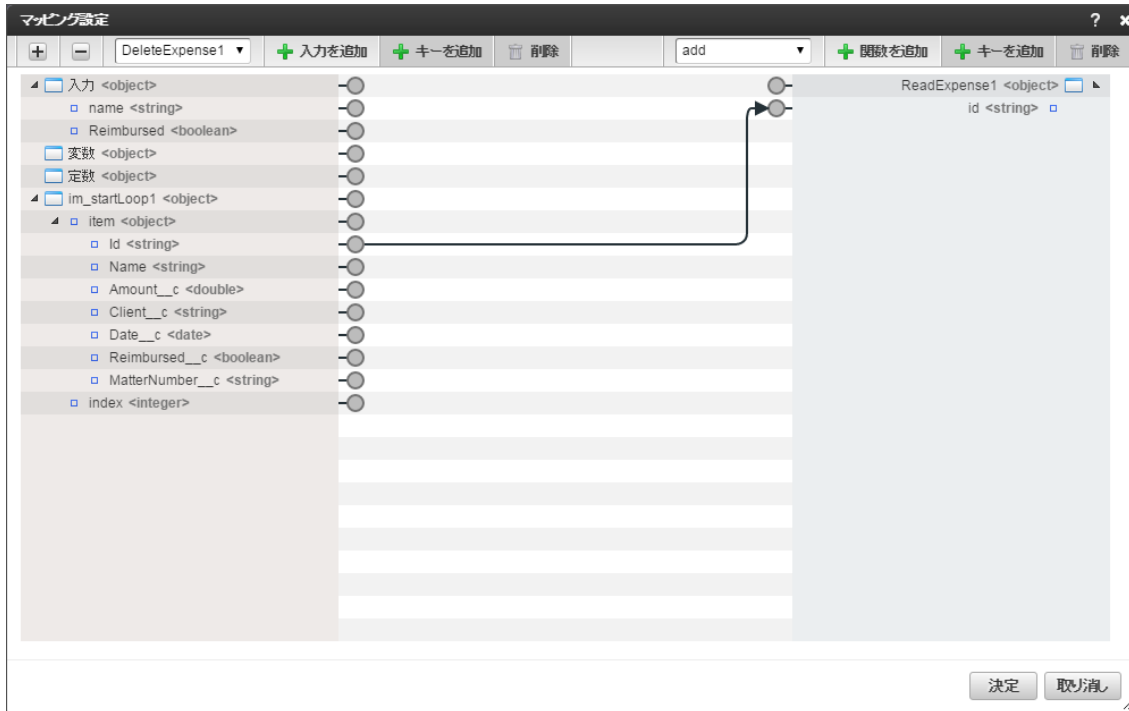 マッピング設定 ? ×
+ − DeleteExpense1 ▼ 入力を追加 キーを追加 削除 add ▼ 関数を追加 キーを追加 削除
入力 <object> ReadExpense1 <object>
name <string> id <string>
Reimbursed <boolean>
変数 <object>
定数 <object>
im_startLoop1 <object>
item <object>
Id <string>
Name <string>
Amount__c <double>
Client__c <string>
Date__c <date>
Reimbursed__c <boolean>
MatterNumber__c <string>
index <integer>
決定 取り消し